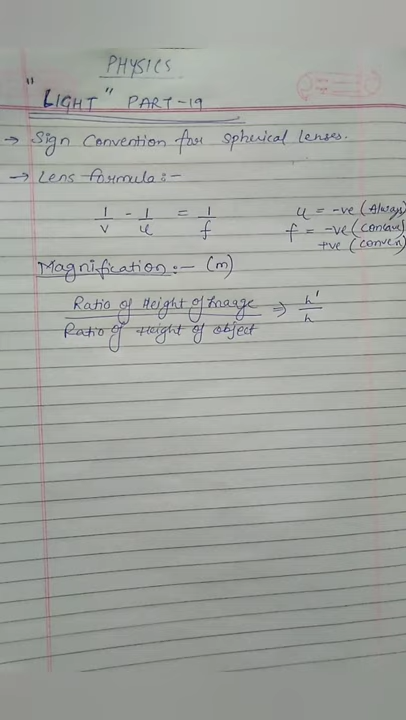 PHYSICS
"LIGHT" PART-19
→ Sign Convention for spherical lenses.
→ Lens formula:-
1/v - 1/u = 1/f
u = -ve (Always
f = -ve (concave)
+ve (convex)
Magnification:- (m)
Ratio of Height of Image / Ratio of Height of object ⇒ h'/h